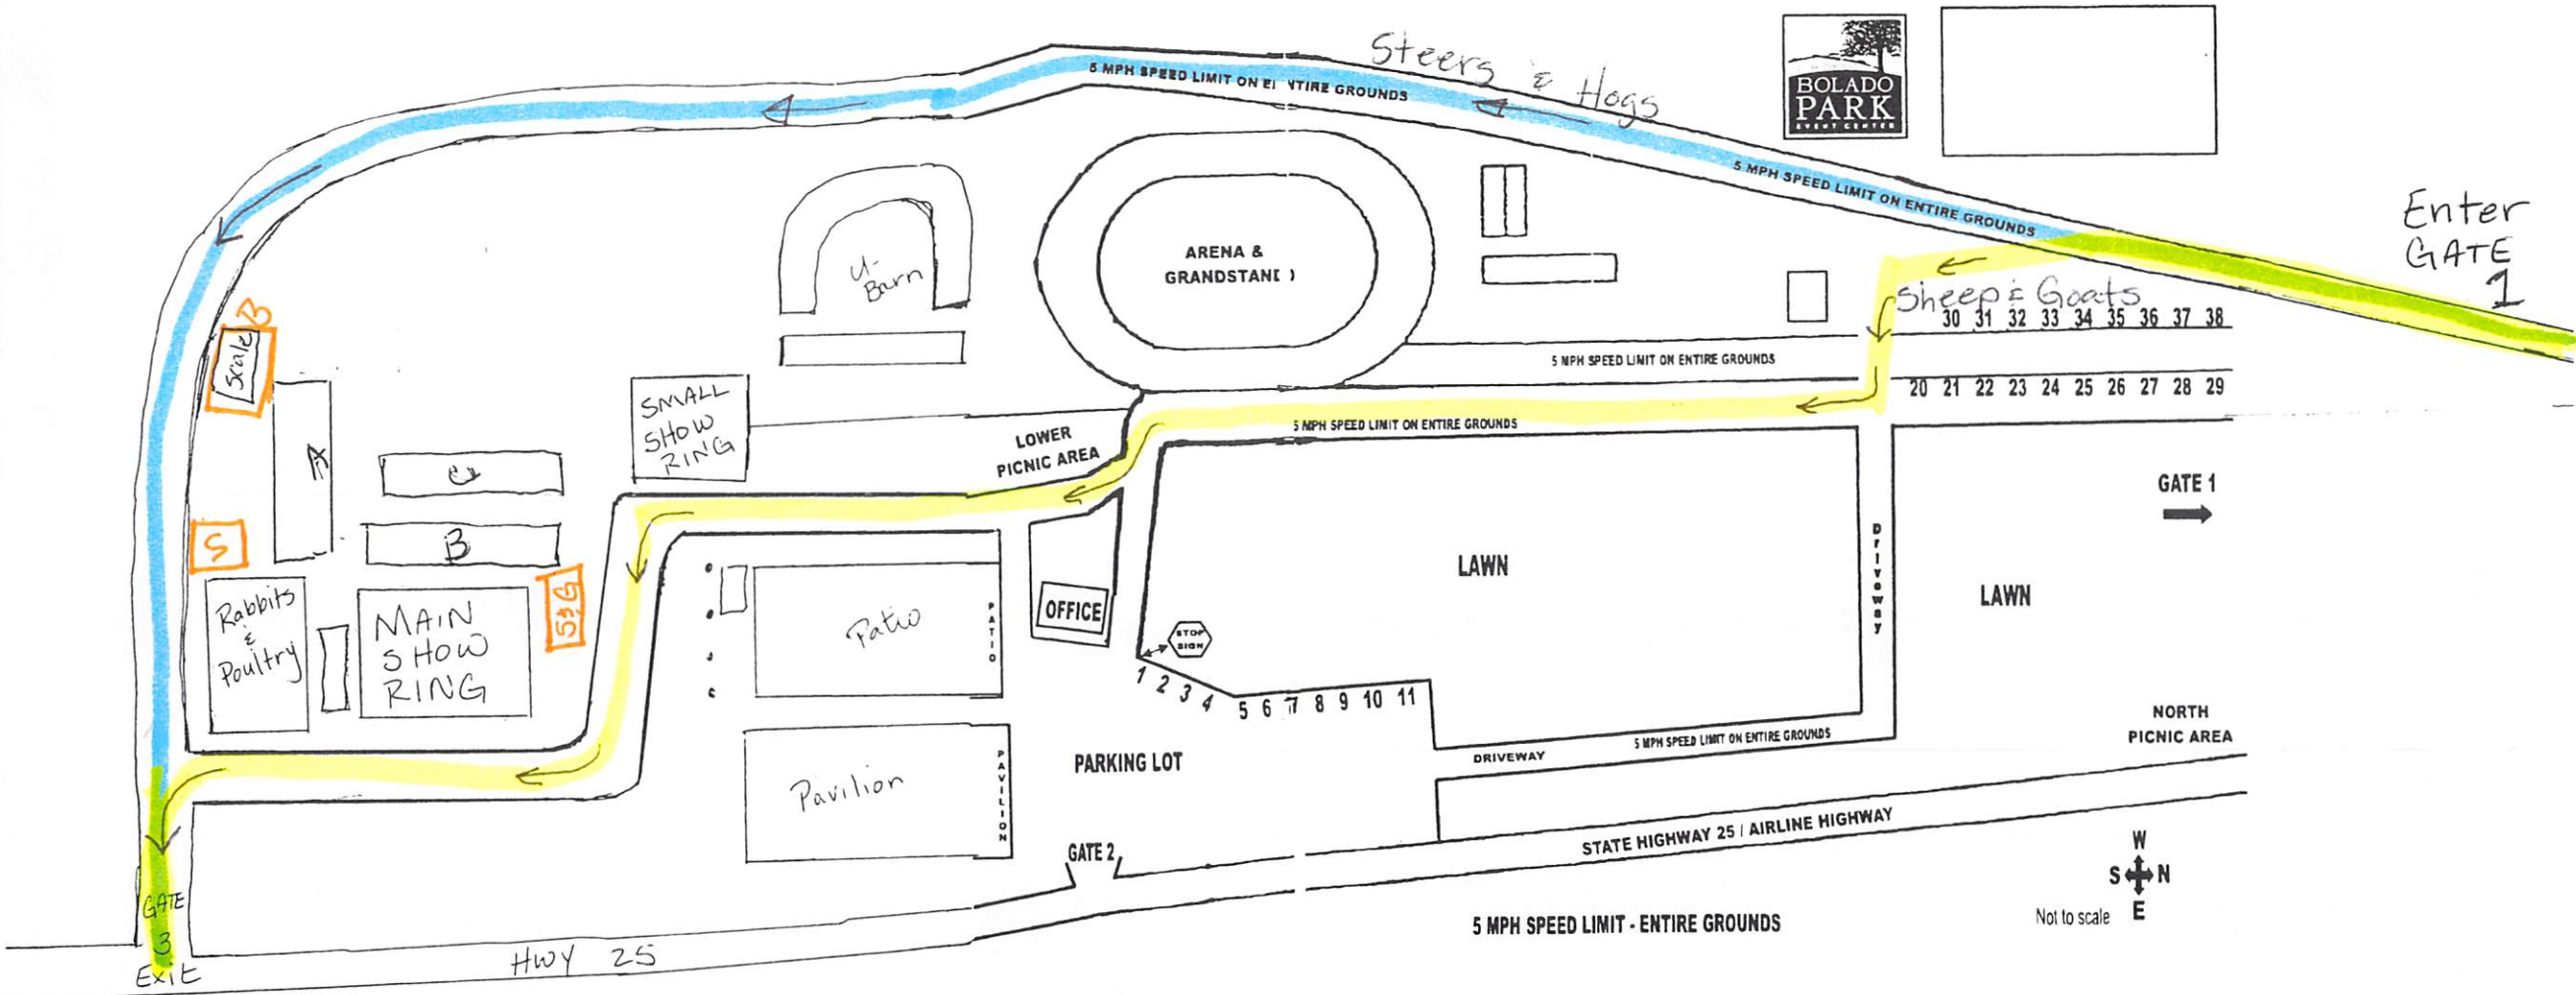 Steers & Hogs
BOLADO
PARK
EVENT CENTER
Enter
GATE
1
5 MPH SPEED LIMIT ON ENTIRE GROUNDS
5 MPH SPEED LIMIT ON ENTIRE GROUNDS
ARENA &
GRANDSTAND
U-
Barn
Sheep & Goats
30 31 32 33 34 35 36 37 38
5 MPH SPEED LIMIT ON ENTIRE GROUNDS
20 21 22 23 24 25 26 27 28 29
5 MPH SPEED LIMIT ON ENTIRE GROUNDS
B
Scale
A
C
B
S
S&G
SMALL
SHOW
RING
LOWER
PICNIC AREA
GATE 1
Driveway
LAWN
LAWN
Rabbits
&
Poultry
MAIN
SHOW
RING
Patio
PATIO
OFFICE
STOP
SIGN
1 2 3 4 5 6 7 8 9 10 11
Pavilion
PAVILION
PARKING LOT
DRIVEWAY
5 MPH SPEED LIMIT ON ENTIRE GROUNDS
NORTH
PICNIC AREA
GATE 2
STATE HIGHWAY 25 / AIRLINE HIGHWAY
W
S N
E
Not to scale
5 MPH SPEED LIMIT - ENTIRE GROUNDS
GATE
3
Exit
HWY 25